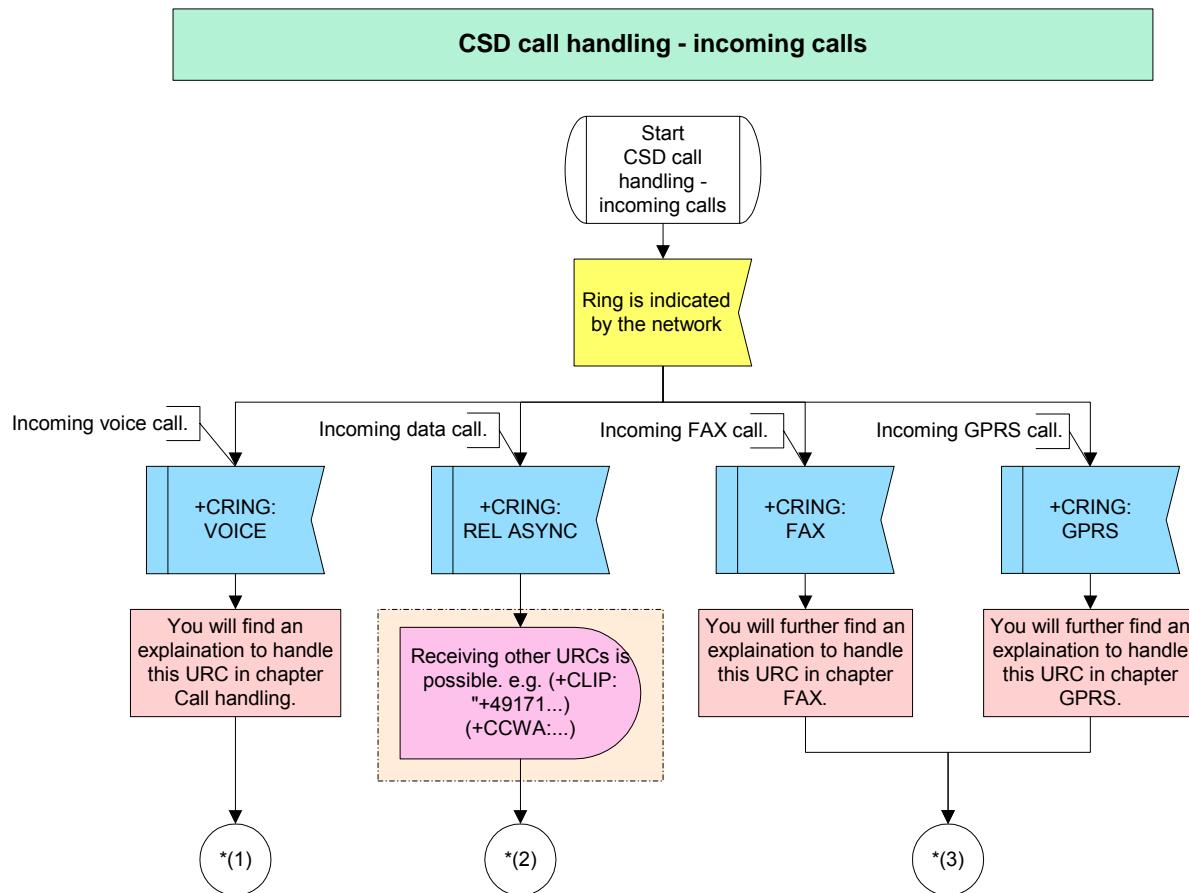 CSD call handling - incoming calls
Start
CSD call
handling -
incoming calls
Ring is indicated
by the network
Incoming voice call.
Incoming data call.
Incoming FAX call.
Incoming GPRS call.
+CRING:
VOICE
+CRING:
REL ASYNC
+CRING:
FAX
+CRING:
GPRS
You will find an
explaination to handle
this URC in chapter
Call handling.
Receiving other URCs is
possible. e.g. (+CLIP:
"+49171...)
(+CCWA:...)
You will further find an
explaination to handle
this URC in chapter
FAX.
You will further find an
explaination to handle
this URC in chapter
GPRS.
*(1)
*(2)
*(3)